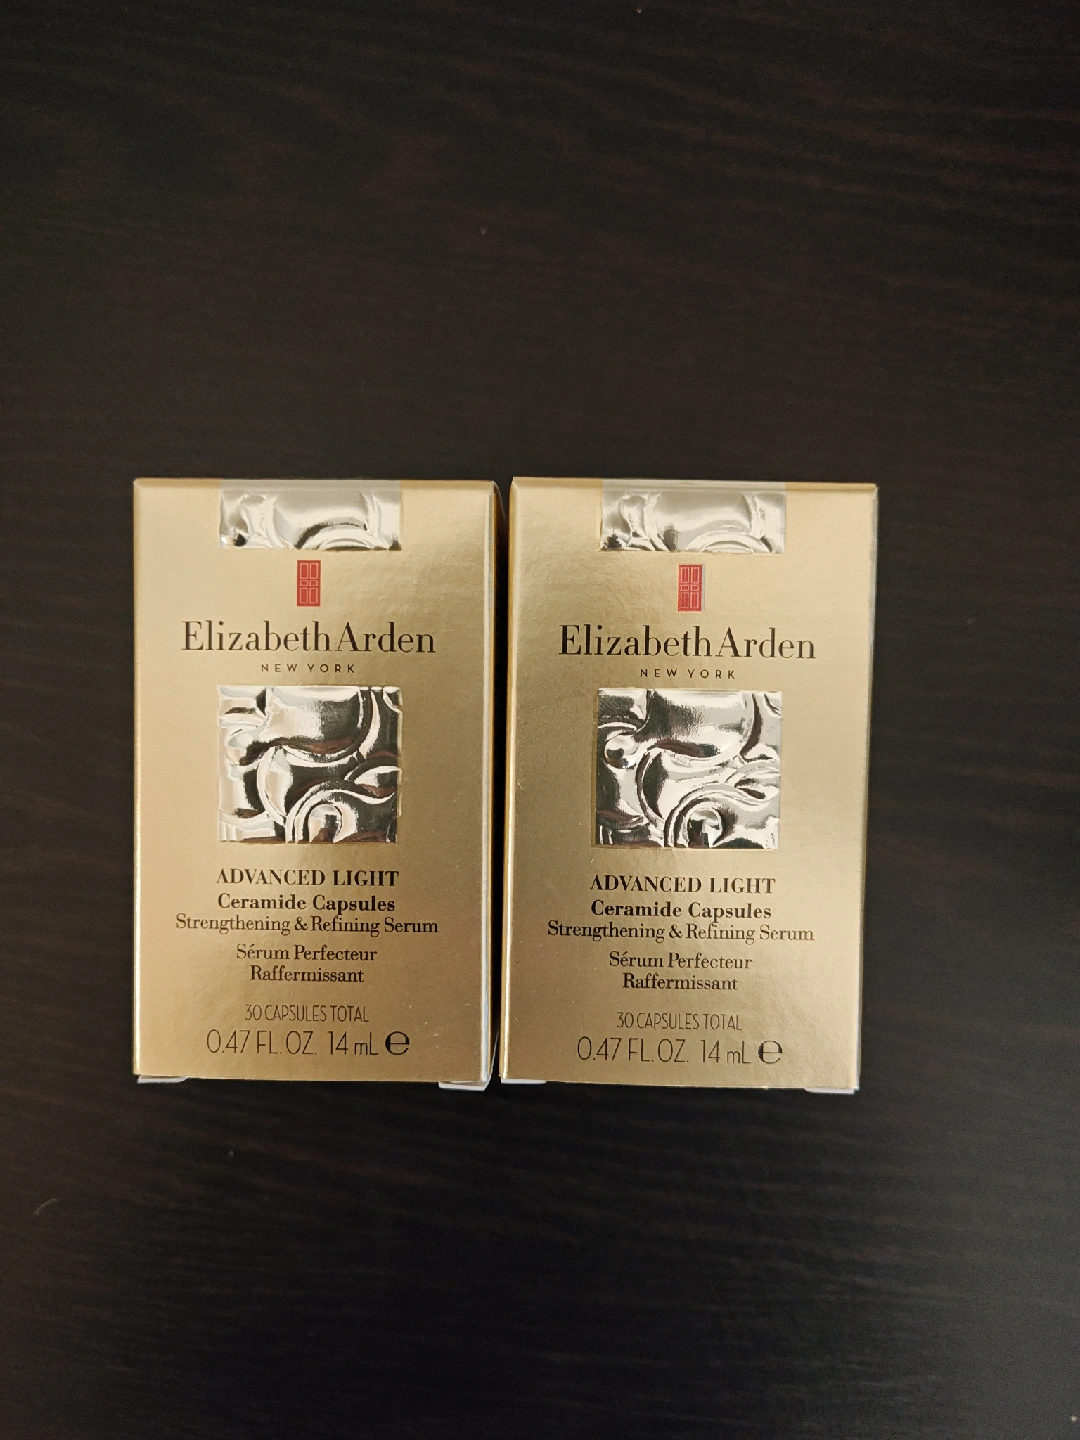 Elizabeth Arden
NEW YORK
ADVANCED LIGHT
Ceramide Capsules
Strengthening & Refining Serum
Sérum Perfecteur
Raffermissant
30 CAPSULES TOTAL
0.47 FL. OZ. 14 mL ℮
Elizabeth Arden
NEW YORK
ADVANCED LIGHT
Ceramide Capsules
Strengthening & Refining Serum
Sérum Perfecteur
Raffermissant
30 CAPSULES TOTAL
0.47 FL. OZ. 14 mL ℮